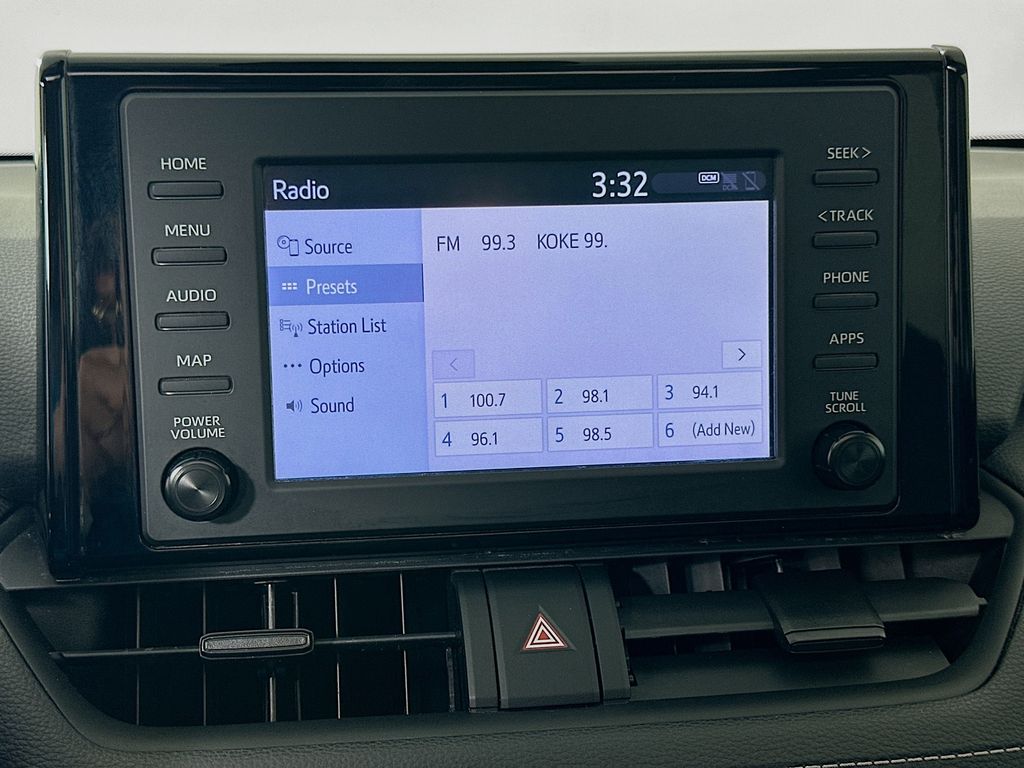 HOME
MENU
AUDIO
MAP
POWER
VOLUME
Radio
3:32
DCM
Source
Presets
Station List
Options
Sound
FM 99.3 KOKE 99.
<
>
1 100.7
2 98.1
3 94.1
4 96.1
5 98.5
6 (Add New)
SEEK >
< TRACK
PHONE
APPS
TUNE
SCROLL